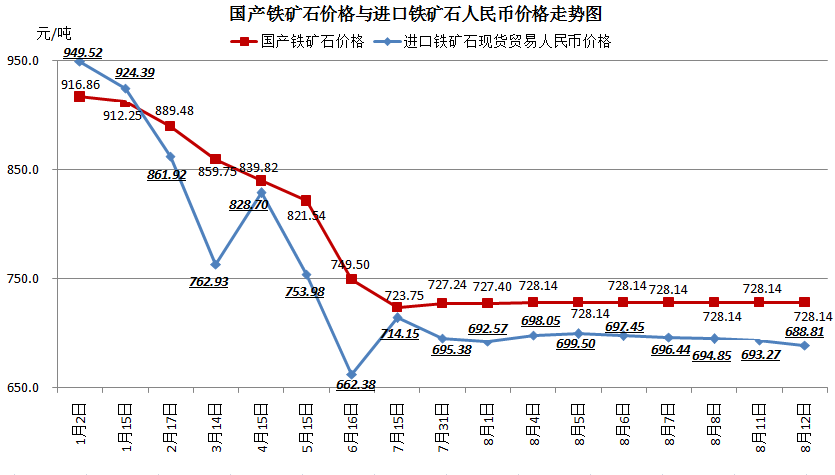 国产铁矿石价格与进口铁矿石人民币价格走势图
元/吨
国产铁矿石价格 进口铁矿石现货贸易人民币价格
950.0
850.0
750.0
650.0
949.52
924.39
916.86
912.25
889.48
861.92
859.75
839.82
828.70
821.54
762.93
753.98
749.50
723.75
727.24
727.40
728.14
728.14
728.14
728.14
728.14
728.14
728.14
714.15
662.38
695.38
692.57
698.05
699.50
697.45
696.44
694.85
693.27
688.81
1月2日
1月15日
2月17日
3月14日
4月15日
5月15日
6月16日
7月15日
7月31日
8月1日
8月4日
8月5日
8月6日
8月7日
8月8日
8月11日
8月12日